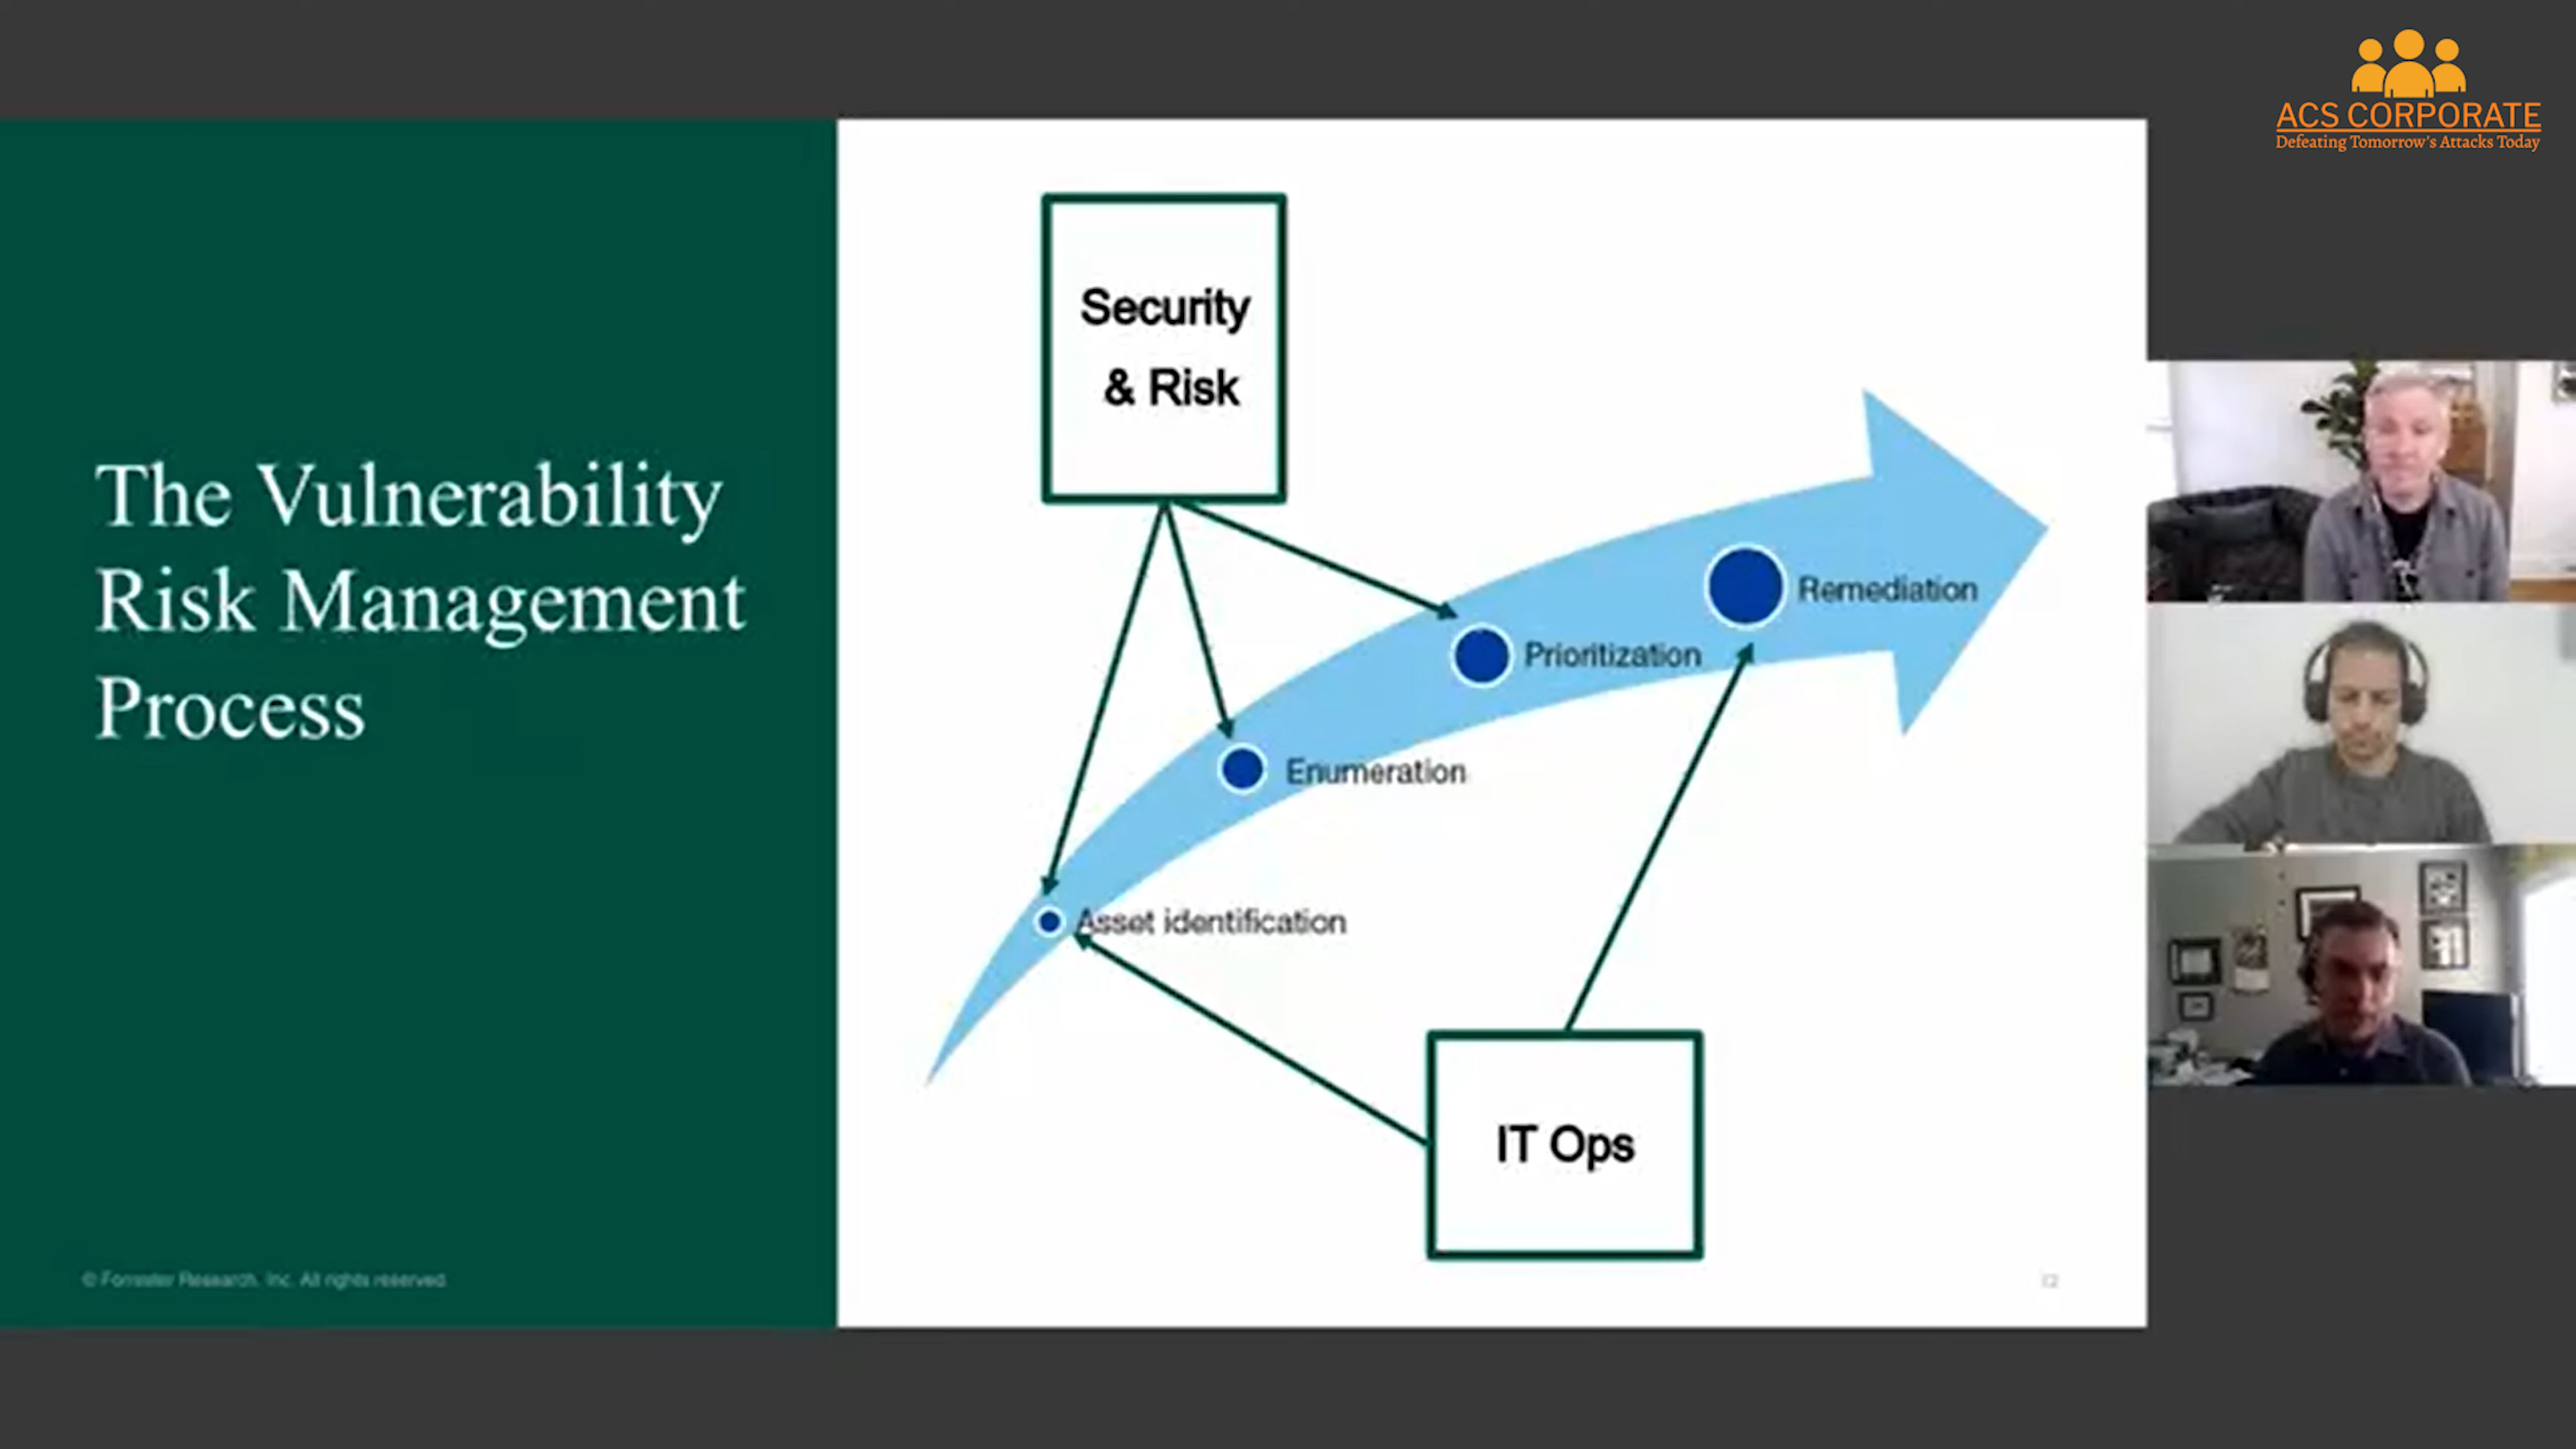 ACS CORPORATE
Defeating Tomorrow's Attacks Today
The Vulnerability
Risk Management
Process
Security
& Risk
Remediation
Prioritization
Enumeration
Asset identification
IT Ops
© Forrester Research, Inc. All rights reserved.
12